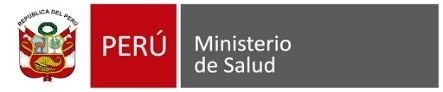 REPÚBLICA DEL PERÚ
PERÚ
Ministerio
de Salud